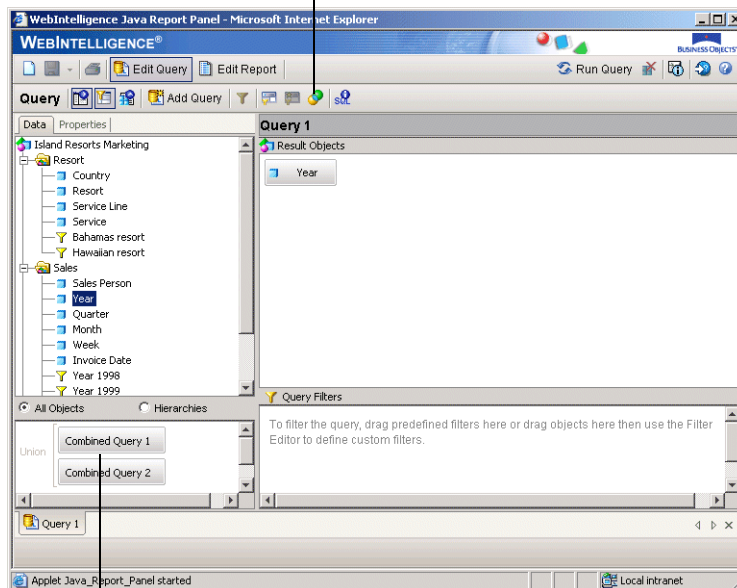 WebIntelligence Java Report Panel - Microsoft Internet Explorer
WEBINTELLIGENCE®
BUSINESS OBJECTS
Edit Query Edit Report Run Query
Query Add Query SQL
Data Properties
Query 1
Island Resorts Marketing
Result Objects
Resort
Country
Year
Resort
Service Line
Service
Bahamas resort
Hawaiian resort
Sales
Sales Person
Year
Quarter
Month
Week
Invoice Date
Year 1998
Year 1999
Query Filters
All Objects Hierarchies
To filter the query, drag predefined filters here or drag objects here then use the Filter
Editor to define custom filters.
Union
Combined Query 1
Combined Query 2
Query 1
Applet Java_Report_Panel started
Local intranet